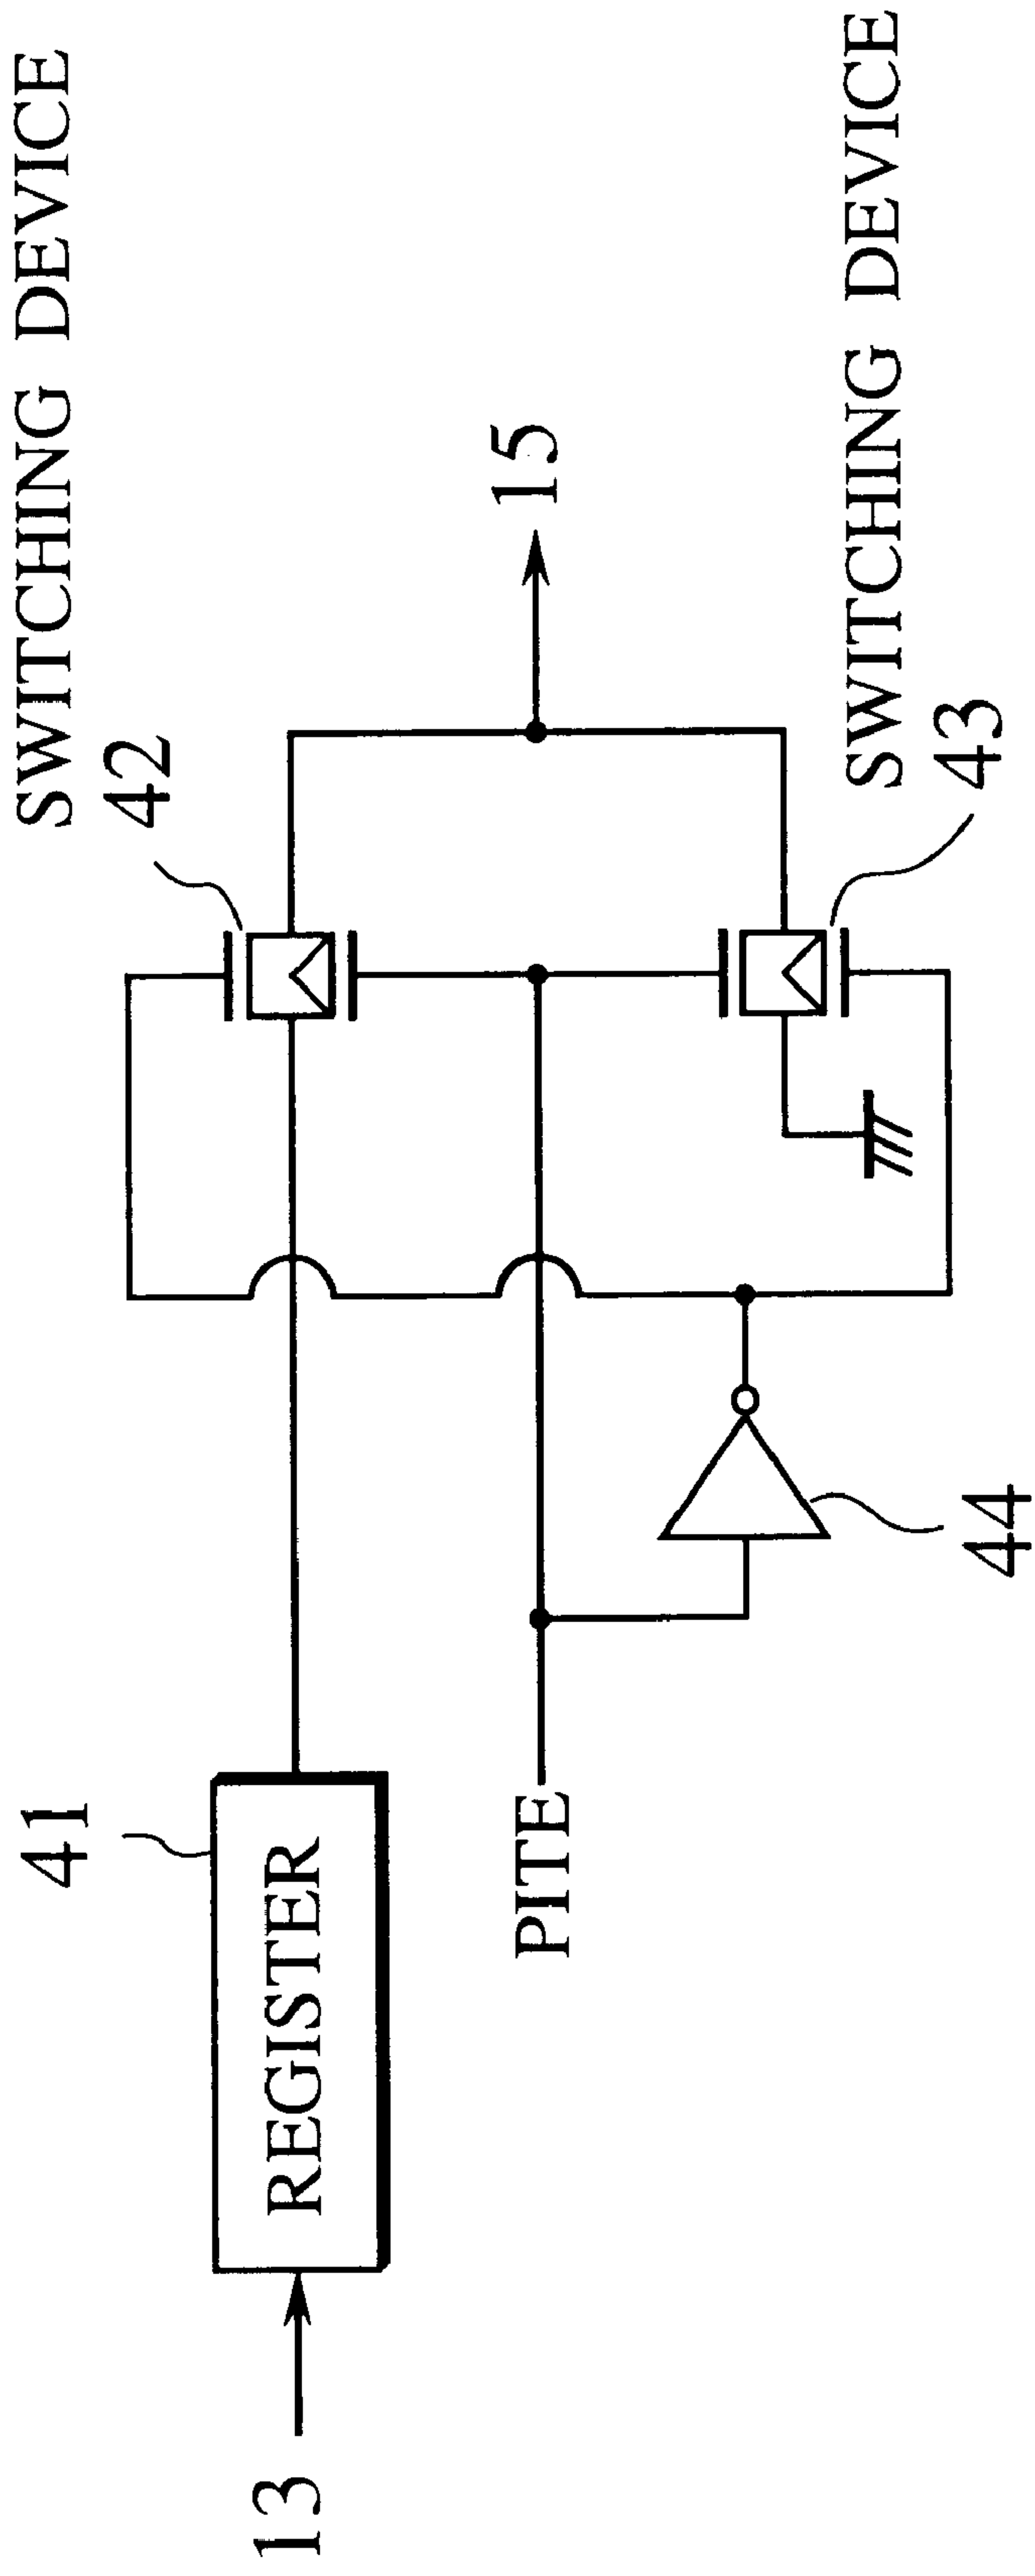 SWITCHING DEVICE
42
41
REGISTER
13
15
PITE
SWITCHING DEVICE
43
44